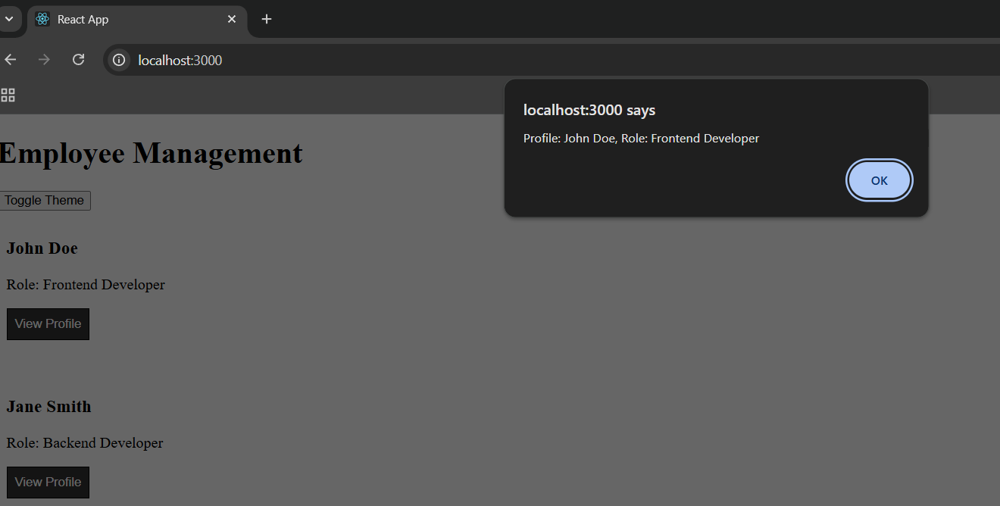 React App
localhost:3000
localhost:3000 says
Profile: John Doe, Role: Frontend Developer
OK
Employee Management
Toggle Theme
John Doe
Role: Frontend Developer
View Profile
Jane Smith
Role: Backend Developer
View Profile